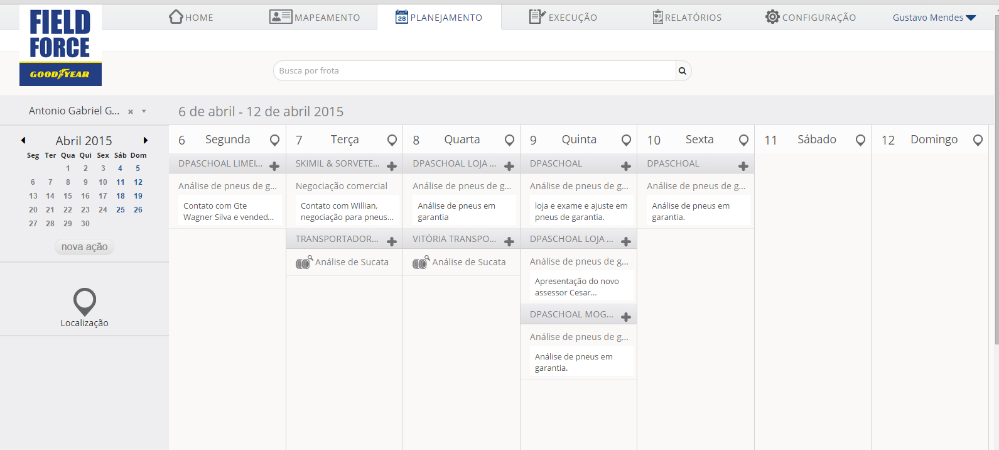 FIELD
FORCE
GOODYEAR
HOME
MAPEAMENTO
28
PLANEJAMENTO
EXECUÇÃO
RELATÓRIOS
CONFIGURAÇÃO
Gustavo Mendes
Busca por frota
Antonio Gabriel G... ×
6 de abril - 12 de abril 2015
Abril 2015
Seg Ter Qua Qui Sex Sáb Dom
1 2 3 4 5
6 7 8 9 10 11 12
13 14 15 16 17 18 19
20 21 22 23 24 25 26
27 28 29 30
nova ação
Localização
6 Segunda
DPASCHOAL LIMEI...
Análise de pneus de g...
Contato com Gte
Wagner Silva e vended...
7 Terça
SKIMIL & SORVETE...
Negociação comercial
Contato com Willian,
negociação para pneus...
TRANSPORTADOR...
Análise de Sucata
8 Quarta
DPASCHOAL LOJA ...
Análise de pneus de g...
Análise de pneus em
garantia
VITÓRIA TRANSPO...
Análise de Sucata
9 Quinta
DPASCHOAL
Análise de pneus de g...
loja e exame e ajuste em
pneus de garantia.
DPASCHOAL LOJA ...
Análise de pneus de g...
Apresentação do novo
assessor Cesar...
DPASCHOAL MOG...
Análise de pneus de g...
Análise de pneus em
garantia.
10 Sexta
DPASCHOAL
Análise de pneus de g...
Análise de pneus em
garantia.
11 Sábado
12 Domingo